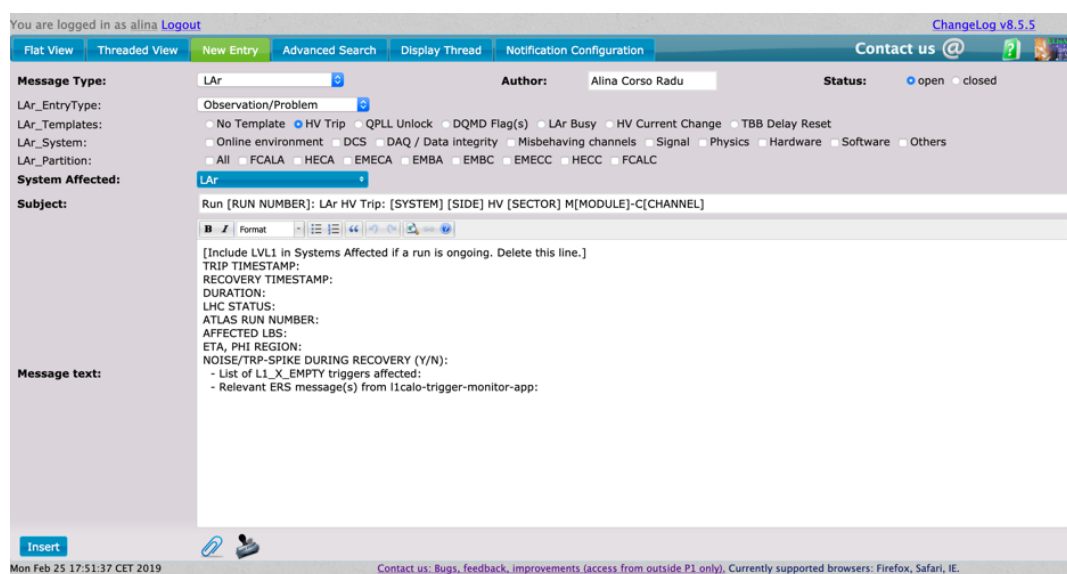 You are logged in as alina Logout
ChangeLog v8.5.5
Flat View Threaded View New Entry Advanced Search Display Thread Notification Configuration Contact us @ ?
Message Type: LAr Author: Alina Corso Radu Status: open closed
LAr_EntryType: Observation/Problem
LAr_Templates: No Template HV Trip QPLL Unlock DQMD Flag(s) LAr Busy HV Current Change TBB Delay Reset
LAr_System: Online environment DCS DAQ / Data integrity Misbehaving channels Signal Physics Hardware Software Others
LAr_Partition: All FCALA HECA EMECA EMBA EMBC EMECC HECC FCALC
System Affected: LAr
Subject: Run [RUN NUMBER]: LAr HV Trip: [SYSTEM] [SIDE] HV [SECTOR] M[MODULE]-C[CHANNEL]
B I Format
[Include LVL1 in Systems Affected if a run is ongoing. Delete this line.]
TRIP TIMESTAMP:
RECOVERY TIMESTAMP:
DURATION:
LHC STATUS:
ATLAS RUN NUMBER:
AFFECTED LBS:
ETA, PHI REGION:
NOISE/TRP-SPIKE DURING RECOVERY (Y/N):
Message text:
- List of L1_X_EMPTY triggers affected:
- Relevant ERS message(s) from l1calo-trigger-monitor-app:
Insert
Mon Feb 25 17:51:37 CET 2019
Contact us: Bugs, feedback, improvements (access from outside P1 only). Currently supported browsers: Firefox, Safari, IE.